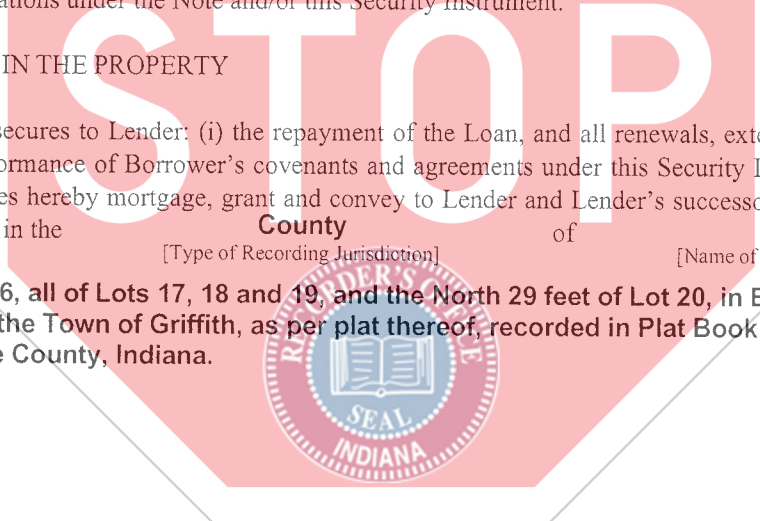 ations under the Note and/or this Security Instrument.
IN THE PROPERTY
secures to Lender: (i) the repayment of the Loan, and all renewals, exte
ormance of Borrower's covenants and agreements under this Security I
es hereby mortgage, grant and convey to Lender and Lender's successo
in the County of
[Type of Recording Jurisdiction] [Name of
6, all of Lots 17, 18 and 19, and the North 29 feet of Lot 20, in B
the Town of Griffith, as per plat thereof, recorded in Plat Book
e County, Indiana.
STOP
RECORDER'S OFFICE
SEAL
INDIANA